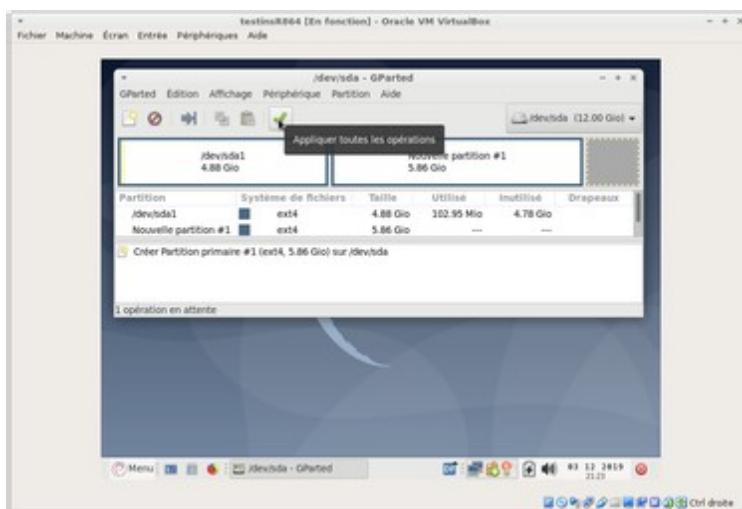 testinsR864 [En fonction] - Oracle VM VirtualBox
Fichier Machine Écran Entrée Périphériques Aide
/dev/sda - GParted
GParted Édition Affichage Périphérique Partition Aide
/dev/sda (12.00 Gio)
Appliquer toutes les opérations
/dev/sda1
4.88 Gio
Nouvelle partition #1
5.86 Gio
Partition Système de fichiers Taille Utilisé Inutilisé Drapeaux
/dev/sda1 ext4 4.88 Gio 102.95 Mio 4.78 Gio
Nouvelle partition #1 ext4 5.86 Gio --- ---
Créer Partition primaire #1 (ext4, 5.86 Gio) sur /dev/sda
1 opération en attente
Menu /dev/sda - GParted 03 12 2019
21:23
Ctrl droite